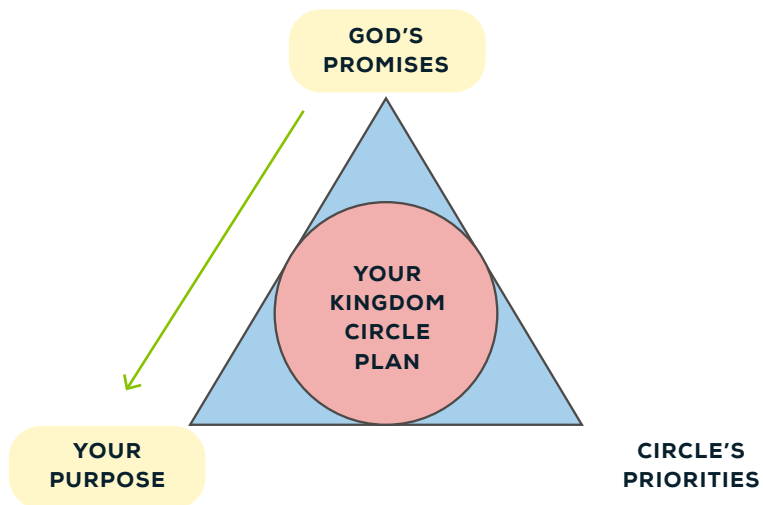 GOD'S
PROMISES
YOUR
KINGDOM
CIRCLE
PLAN
YOUR
PURPOSE
CIRCLE'S
PRIORITIES